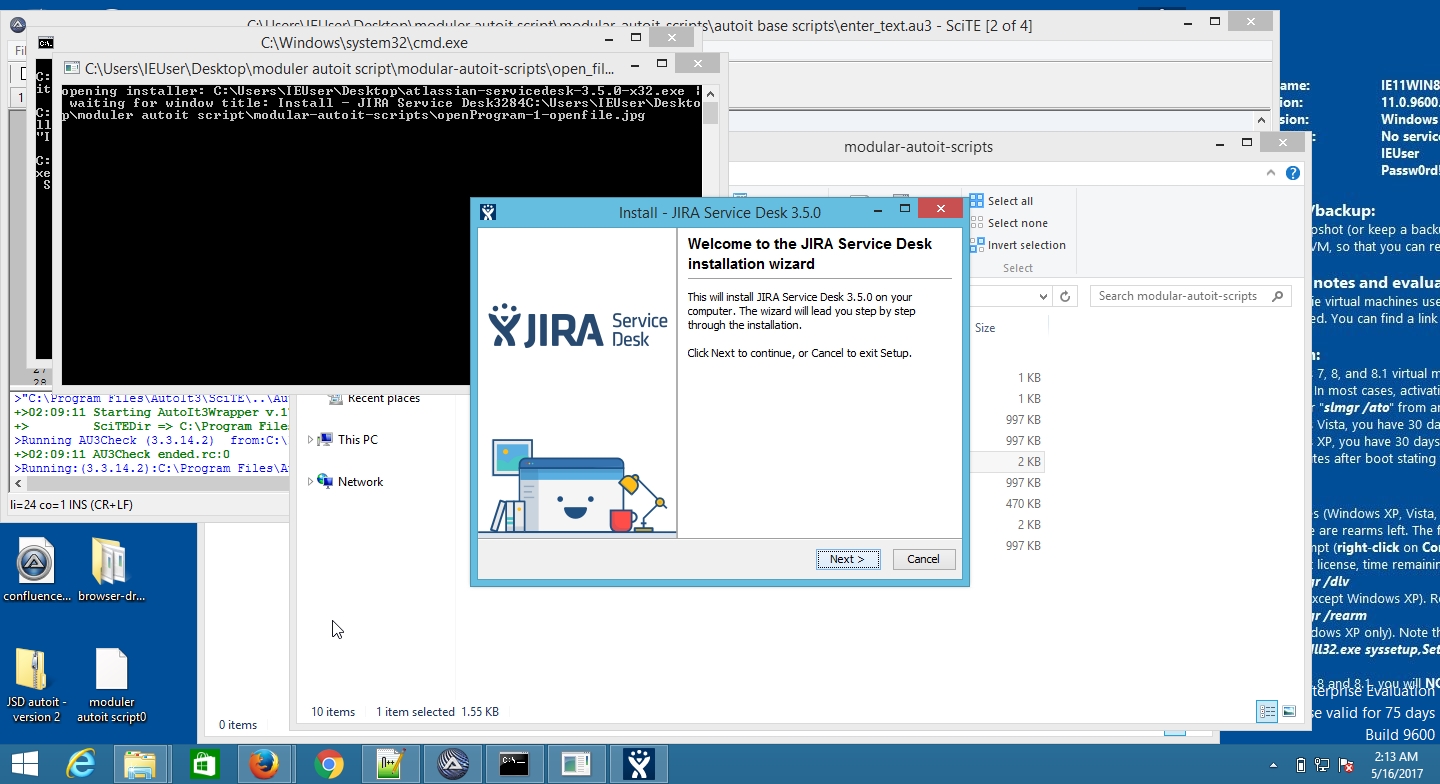 C:\Users\IEUser\Desktop\moduler autoit script\modular-autoit-scripts\autoit base scripts\enter_text.au3 - SciTE [2 of 4]
C:\Windows\system32\cmd.exe
C:\Users\IEUser\Desktop\moduler autoit script\modular-autoit-scripts\open_fil...
opening installer: C:\Users\IEUser\Desktop\atlassian-servicedesk-3.5.0-x32.exe |
waiting for window title: Install - JIRA Service Desk3284C:\Users\IEUser\Deskto
p\moduler autoit script\modular-autoit-scripts\openProgram-1-openfile.jpg
modular-autoit-scripts
Select all
Select none
Invert selection
Select
Search modular-autoit-scripts
Size
1 KB
1 KB
997 KB
997 KB
2 KB
997 KB
470 KB
2 KB
997 KB
Install - JIRA Service Desk 3.5.0
Welcome to the JIRA Service Desk
installation wizard
This will install JIRA Service Desk 3.5.0 on your
computer. The wizard will lead you step by step
through the installation.
Click Next to continue, or Cancel to exit Setup.
JIRA Service Desk
Next >
Cancel
27
28
>"C:\Program Files\AutoIt3\SciTE\..\Au
+>02:09:11 Starting AutoIt3Wrapper v.1
+> SciTEDir => C:\Program Files
>Running AU3Check (3.3.14.2) from:C:\
+>02:09:11 AU3Check ended.rc:0
>Running:(3.3.14.2):C:\Program Files\Au
li=24 co=1 INS (CR+LF)
Recent places
This PC
Network
10 items 1 item selected 1.55 KB
0 items
confluence...
browser-dr...
JSD autoit -
version 2
moduler
autoit script0
ame: IE11WIN8
ion: 11.0.9600.
sion: Windows
No service
IEUser
Passw0rd!
/backup:
pshot (or keep a backu
VM, so that you can re
notes and evalua
ie virtual machines use
ed. You can find a link
n:
7, 8, and 8.1 virtual m
In most cases, activati
r "slmgr /ato" from an
Vista, you have 30 da
XP, you have 30 days
tes after boot stating
s (Windows XP, Vista,
e are rearms left. The f
mpt (right-click on Con
t license, time remainin
gr /dlv
xcept Windows XP). Re
gr /rearm
dows XP only). Note th
ll32.exe syssetup,Set
8 and 8.1, you will NO
terprise Evaluation
se valid for 75 days
Build 9600
2:13 AM
5/16/2017